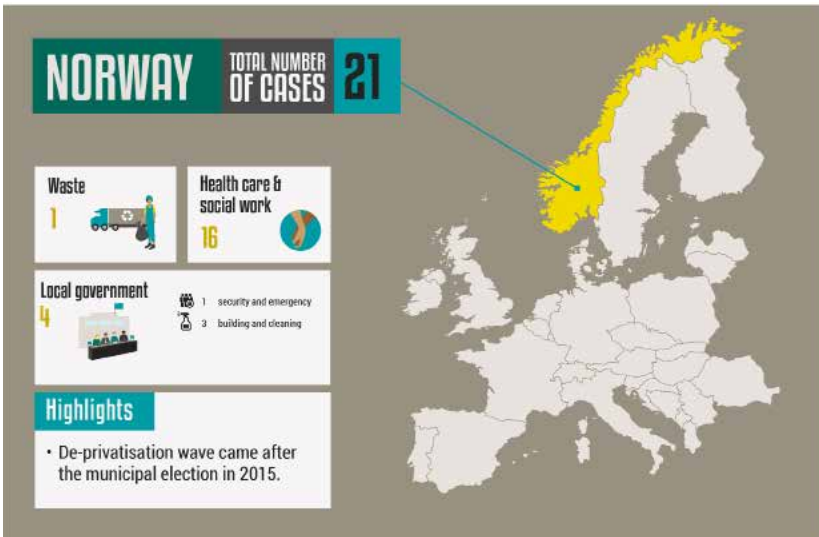 NORWAY
TOTAL NUMBER
OF CASES
21
Waste
1
Health care &
social work
16
Local government
4
1 security and emergency
3 building and cleaning
Highlights
• De-privatisation wave came after
the municipal election in 2015.